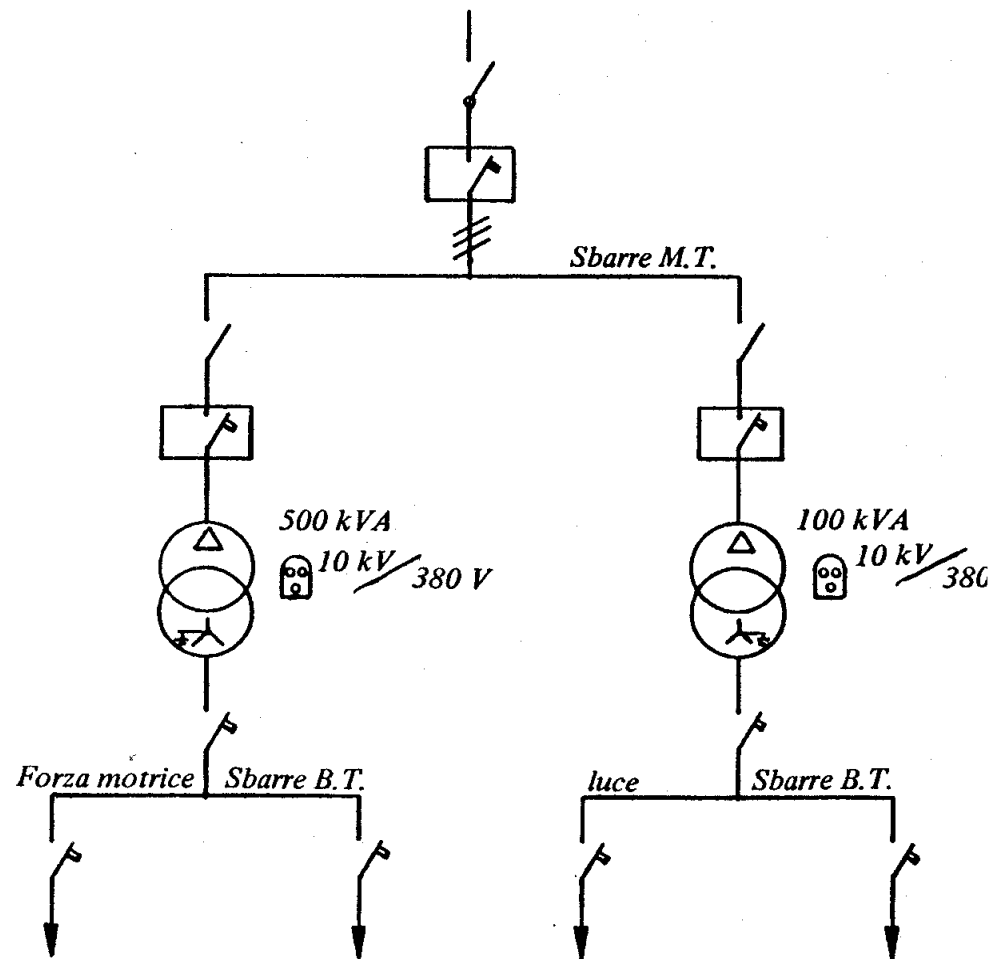 Sbarre M.T.
500 kVA
10 kV/380 V
100 kVA
10 kV/380
Forza motrice
Sbarre B.T.
luce
Sbarre B.T.